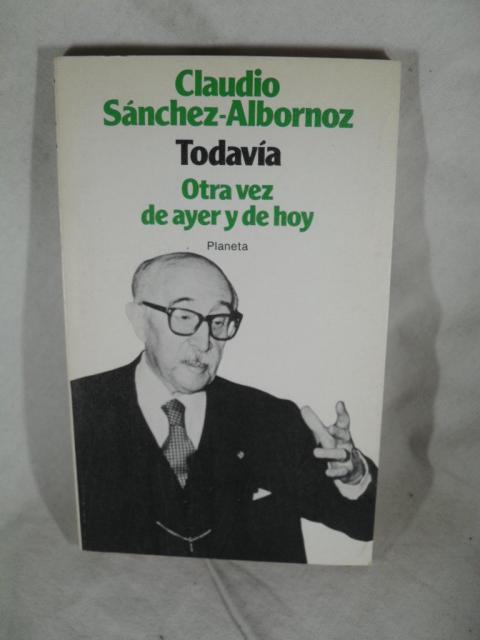 Claudio
Sánchez-Albornoz
Todavía
Otra vez
de ayer y de hoy
Planeta